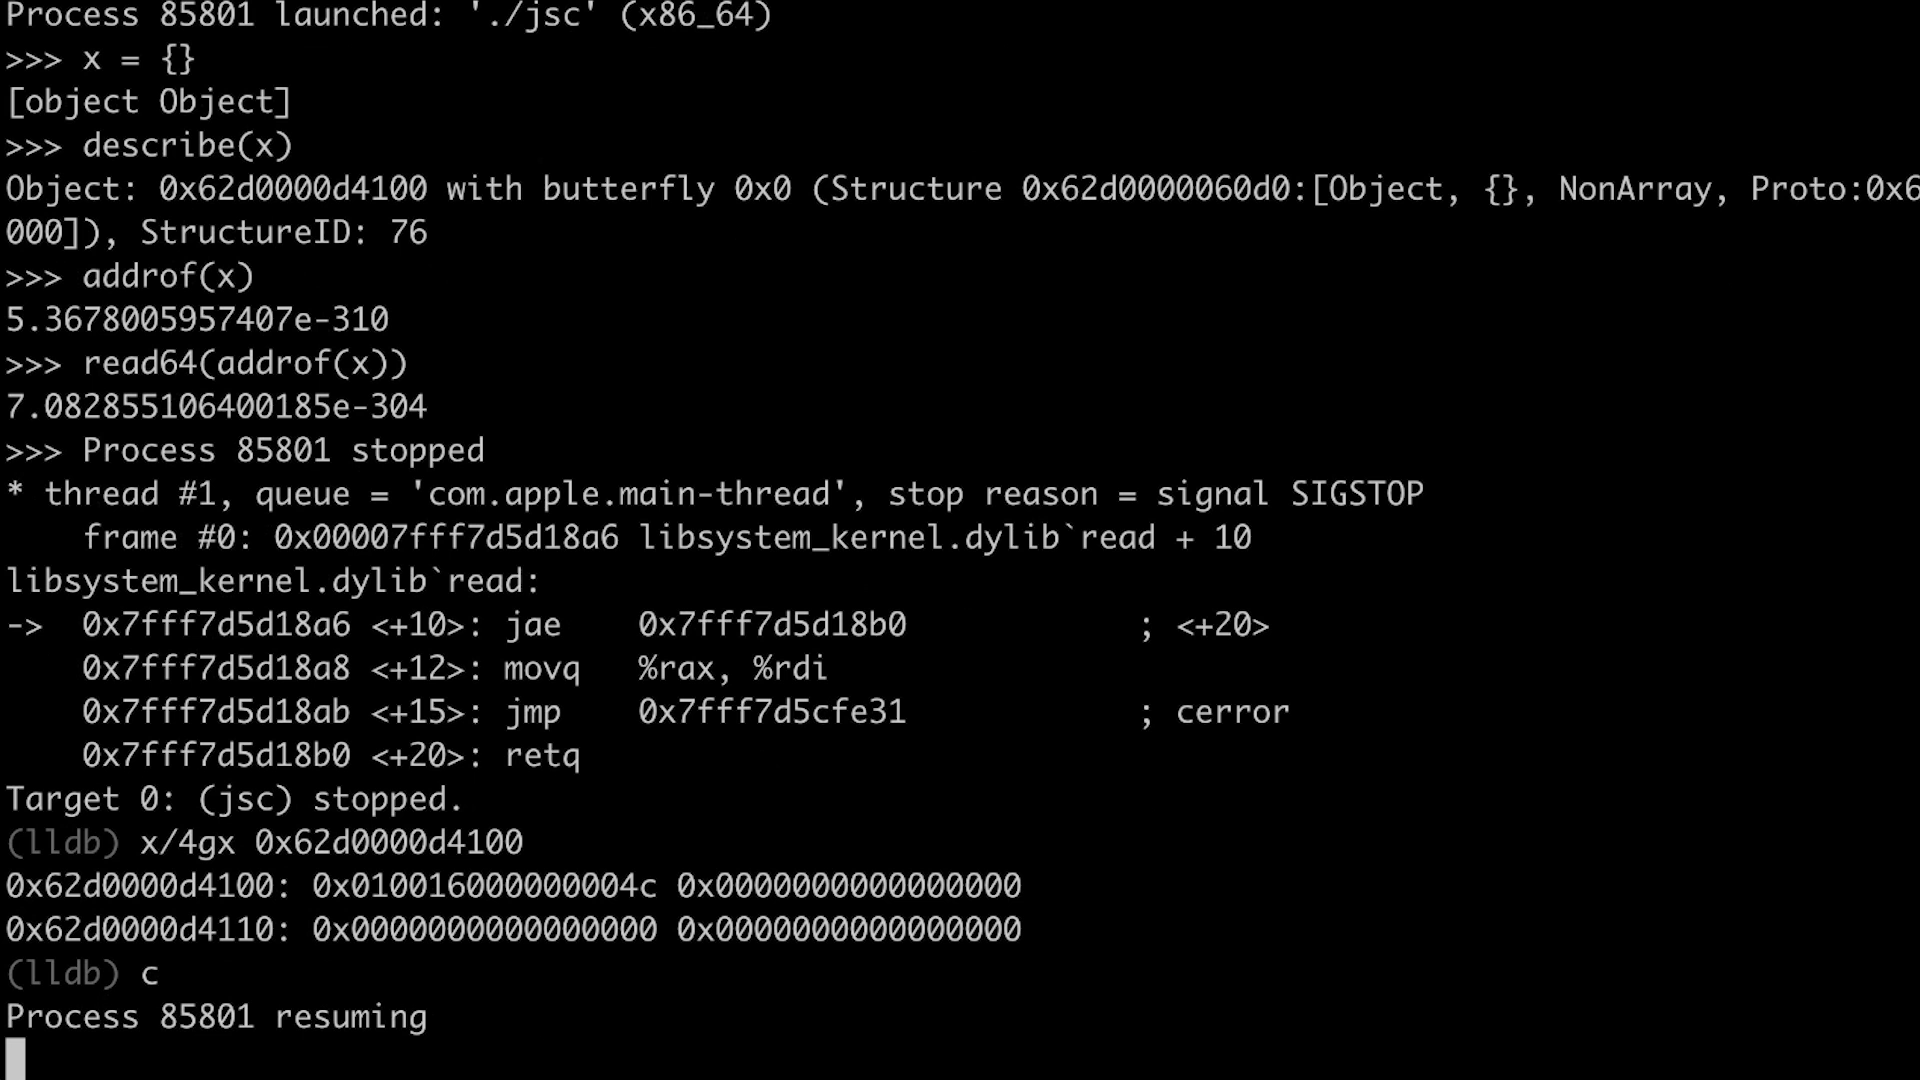 Process 85801 launched: './jsc' (x86_64)
>>> x = {}
[object Object]
>>> describe(x)
Object: 0x62d0000d4100 with butterfly 0x0 (Structure 0x62d0000060d0:[Object, {}, NonArray, Proto:0x6
000]), StructureID: 76
>>> addrof(x)
5.3678005957407e-310
>>> read64(addrof(x))
7.082855106400185e-304
>>> Process 85801 stopped
* thread #1, queue = 'com.apple.main-thread', stop reason = signal SIGSTOP
    frame #0: 0x00007fff7d5d18a6 libsystem_kernel.dylib`read + 10
libsystem_kernel.dylib`read:
->  0x7fff7d5d18a6 <+10>: jae    0x7fff7d5d18b0            ; <+20>
    0x7fff7d5d18a8 <+12>: movq   %rax, %rdi
    0x7fff7d5d18ab <+15>: jmp    0x7fff7d5cfe31            ; cerror
    0x7fff7d5d18b0 <+20>: retq
Target 0: (jsc) stopped.
(lldb) x/4gx 0x62d0000d4100
0x62d0000d4100: 0x010016000000004c 0x0000000000000000
0x62d0000d4110: 0x0000000000000000 0x0000000000000000
(lldb) c
Process 85801 resuming